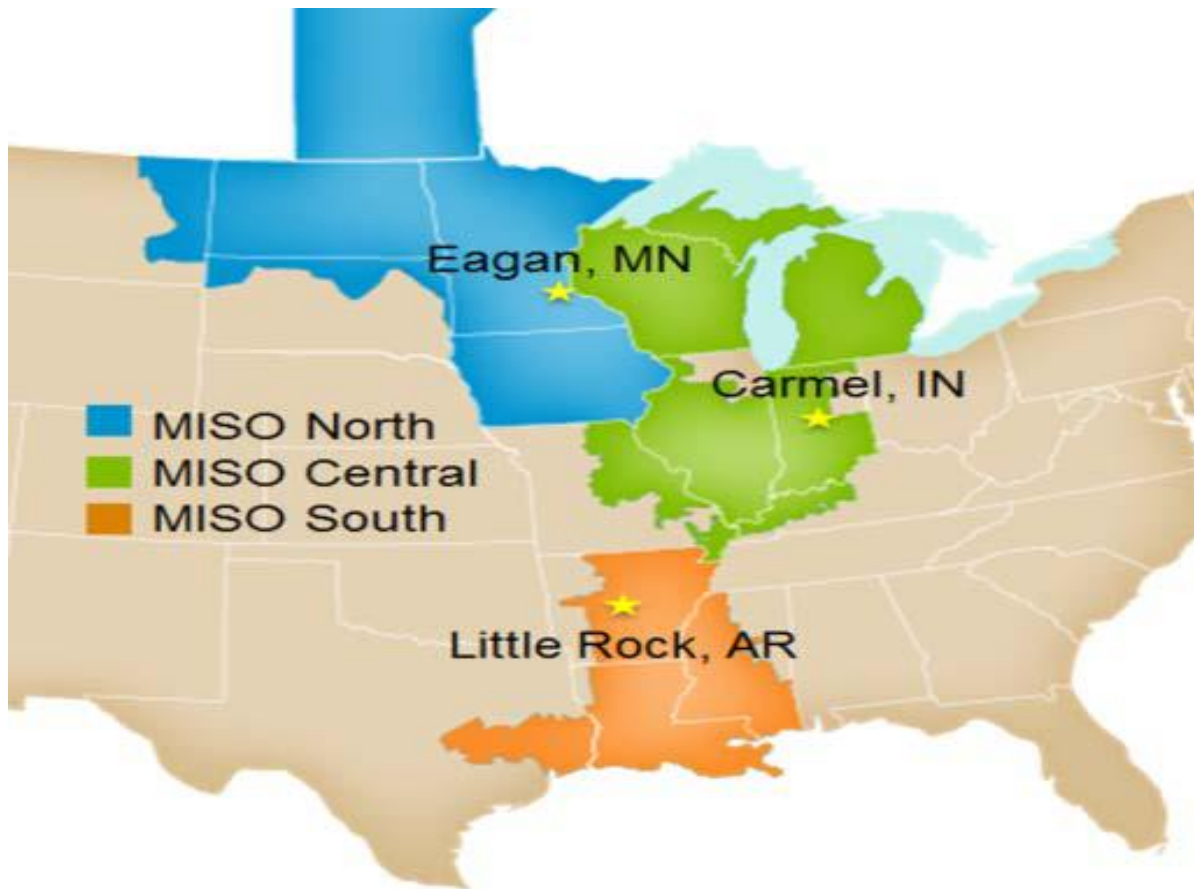 Eagan, MN
Carmel, IN
MISO North
MISO Central
MISO South
Little Rock, AR